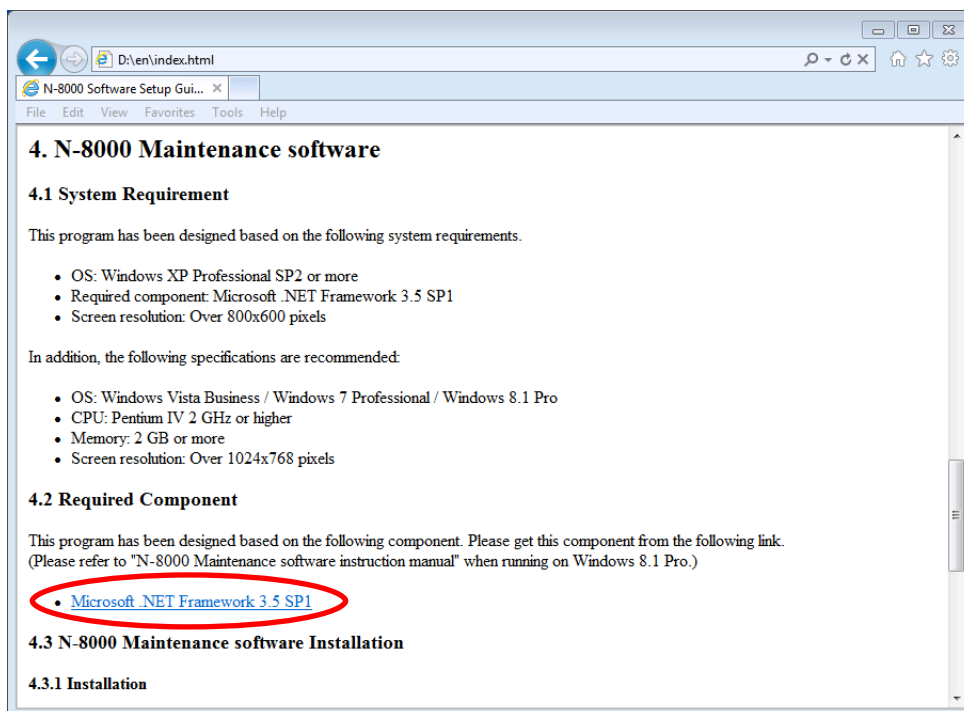 D:\en\index.html
N-8000 Software Setup Gui...
File Edit View Favorites Tools Help
4. N-8000 Maintenance software
4.1 System Requirement
This program has been designed based on the following system requirements.
• OS: Windows XP Professional SP2 or more
• Required component: Microsoft .NET Framework 3.5 SP1
• Screen resolution: Over 800x600 pixels
In addition, the following specifications are recommended:
• OS: Windows Vista Business / Windows 7 Professional / Windows 8.1 Pro
• CPU: Pentium IV 2 GHz or higher
• Memory: 2 GB or more
• Screen resolution: Over 1024x768 pixels
4.2 Required Component
This program has been designed based on the following component. Please get this component from the following link.
(Please refer to "N-8000 Maintenance software instruction manual" when running on Windows 8.1 Pro.)
• Microsoft .NET Framework 3.5 SP1
4.3 N-8000 Maintenance software Installation
4.3.1 Installation